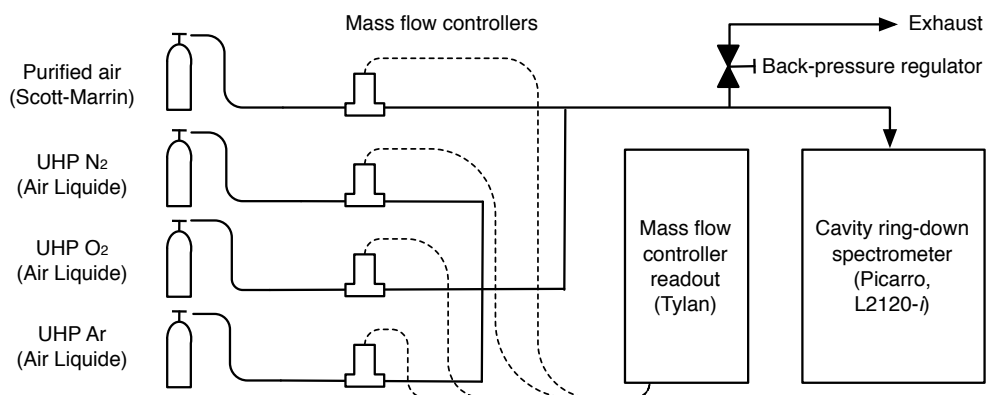 Mass flow controllers
Exhaust
Back-pressure regulator
Purified air
(Scott-Marrin)
UHP N2
(Air Liquide)
UHP O2
(Air Liquide)
UHP Ar
(Air Liquide)
Mass flow
controller
readout
(Tylan)
Cavity ring-down
spectrometer
(Picarro,
L2120-i)